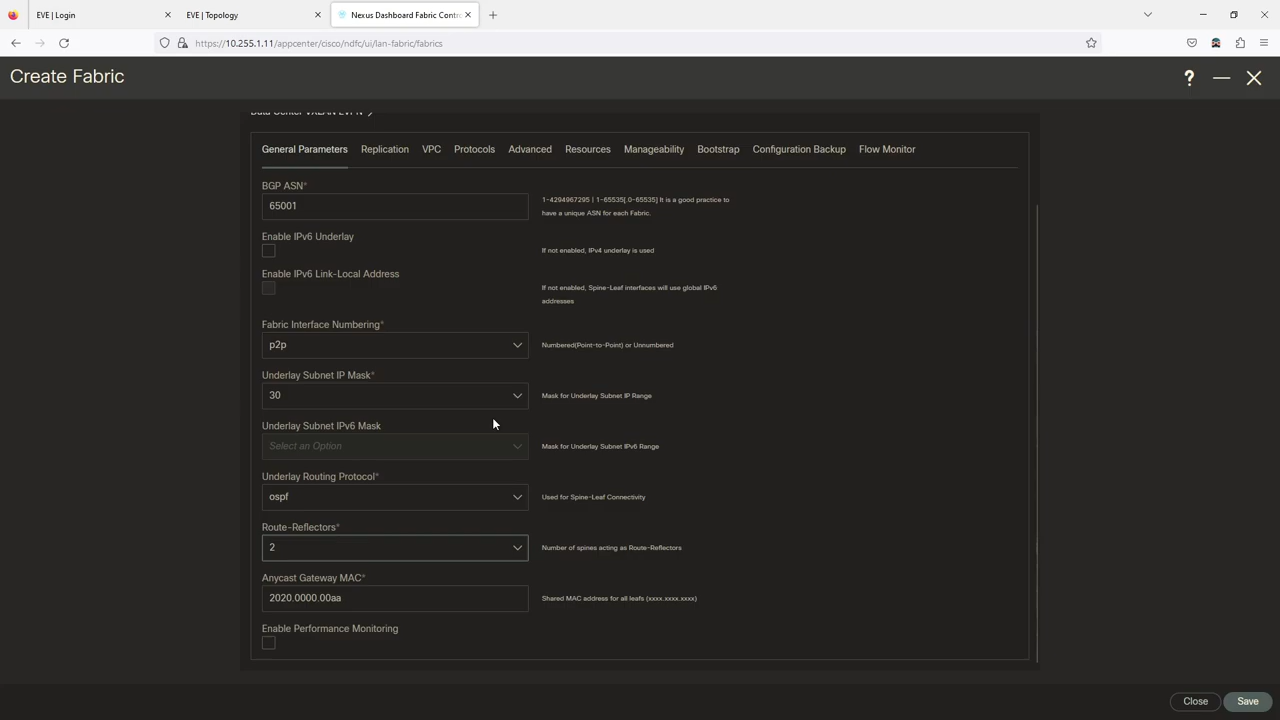 EVE | Login
EVE | Topology
Nexus Dashboard Fabric Contr
https://10.255.1.11/appcenter/cisco/ndfc/ui/lan-fabric/fabrics
Create Fabric
?
Data Center VXLAN EVPN
General Parameters Replication VPC Protocols Advanced Resources Manageability Bootstrap Configuration Backup Flow Monitor
BGP ASN*
65001
1-4294967295 | 1-65535[.0-65535] It is a good practice to
have a unique ASN for each Fabric.
Enable IPv6 Underlay
If not enabled, IPv4 underlay is used
Enable IPv6 Link-Local Address
If not enabled, Spine-Leaf interfaces will use global IPv6
addresses
Fabric Interface Numbering*
p2p
Numbered(Point-to-Point) or Unnumbered
Underlay Subnet IP Mask*
30
Mask for Underlay Subnet IP Range
Underlay Subnet IPv6 Mask
Select an Option
Mask for Underlay Subnet IPv6 Range
Underlay Routing Protocol*
ospf
Used for Spine-Leaf Connectivity
Route-Reflectors*
2
Number of spines acting as Route-Reflectors
Anycast Gateway MAC*
2020.0000.00aa
Shared MAC address for all leafs (xxxx.xxxx.xxxx)
Enable Performance Monitoring
Close Save